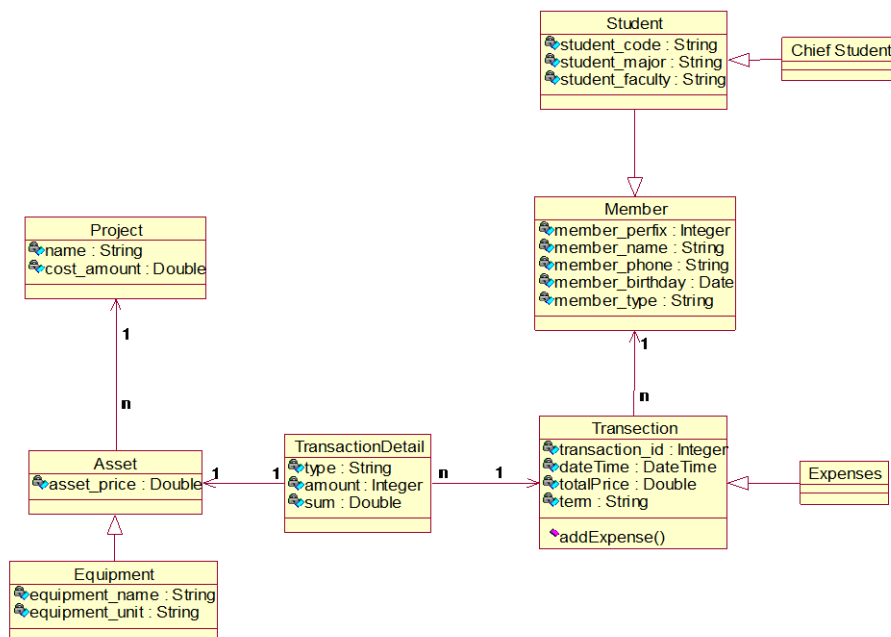 Student
student_code : String
student_major : String
student_faculty : String
Chief Student
Member
member_perfix : Integer
member_name : String
member_phone : String
member_birthday : Date
member_type : String
Project
name : String
cost_amount : Double
1
n
1
n
Asset
asset_price : Double
1
1
TransactionDetail
type : String
amount : Integer
sum : Double
n
1
Transection
transaction_id : Integer
dateTime : DateTime
totalPrice : Double
term : String
addExpense()
Expenses
Equipment
equipment_name : String
equipment_unit : String